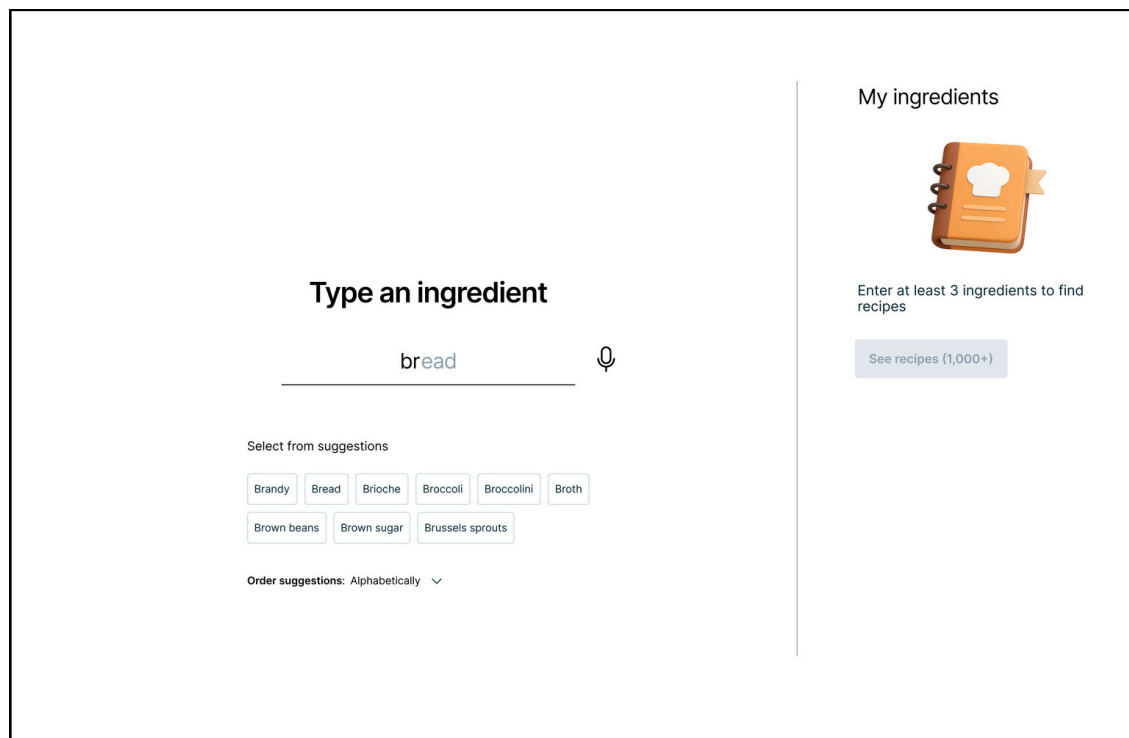 My ingredients
Type an ingredient
bread
Enter at least 3 ingredients to find
recipes
See recipes (1,000+)
Select from suggestions
Brandy Bread Brioche Broccoli Broccolini Broth
Brown beans Brown sugar Brussels sprouts
Order suggestions: Alphabetically